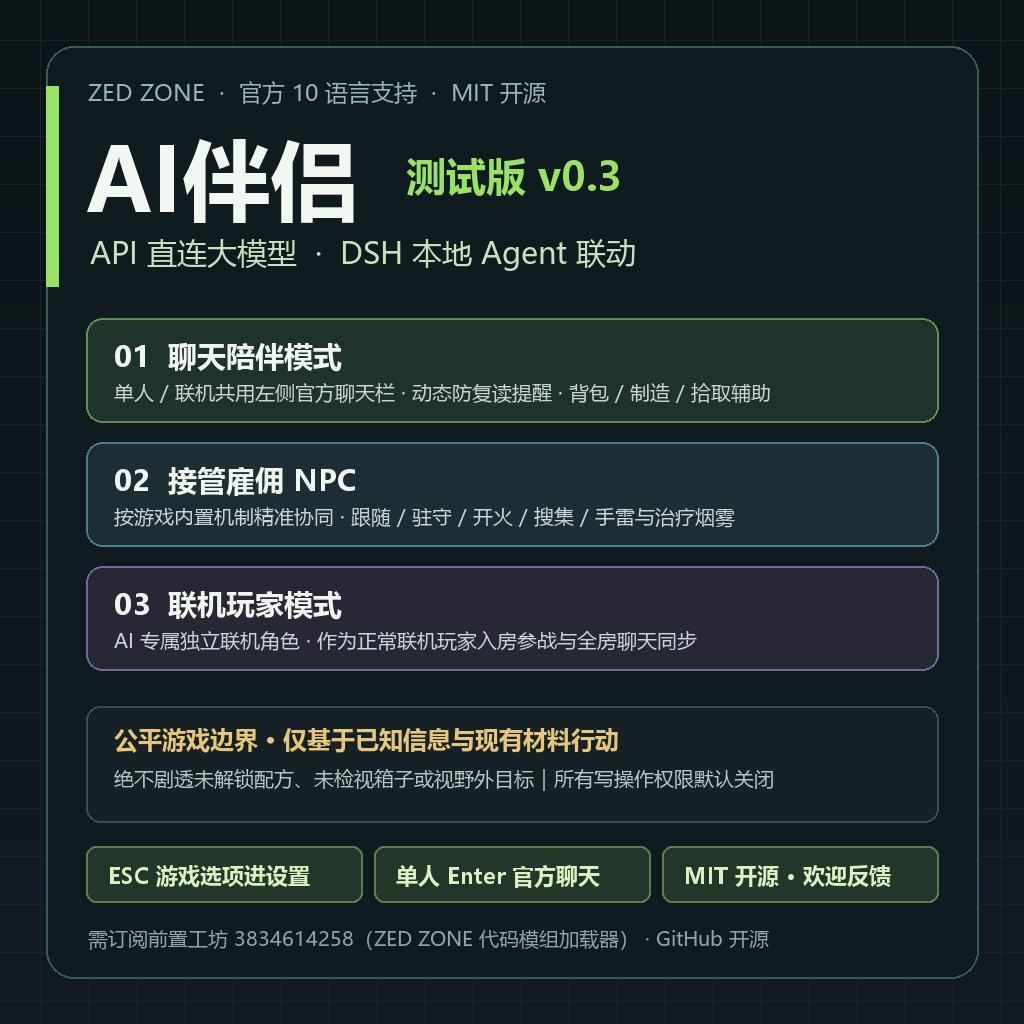 ZED ZONE · 官方 10 语言支持 · MIT 开源
AI伴侣 测试版 v0.3
API 直连大模型 · DSH 本地 Agent 联动
01 聊天陪伴模式
单人 / 联机共用左侧官方聊天栏 · 动态防复读提醒 · 背包 / 制造 / 拾取辅助
02 接管雇佣 NPC
按游戏内置机制精准协同 · 跟随 / 驻守 / 开火 / 搜集 / 手雷与治疗烟雾
03 联机玩家模式
AI 专属独立联机角色 · 作为正常联机玩家入房参战与全房聊天同步
公平游戏边界 · 仅基于已知信息与现有材料行动
绝不剧透未解锁配方、未检视箱子或视野外目标 | 所有写操作权限默认关闭
ESC 游戏选项进设置
单人 Enter 官方聊天
MIT 开源 · 欢迎反馈
需订阅前置工坊 3834614258（ZED ZONE 代码模组加载器） · GitHub 开源